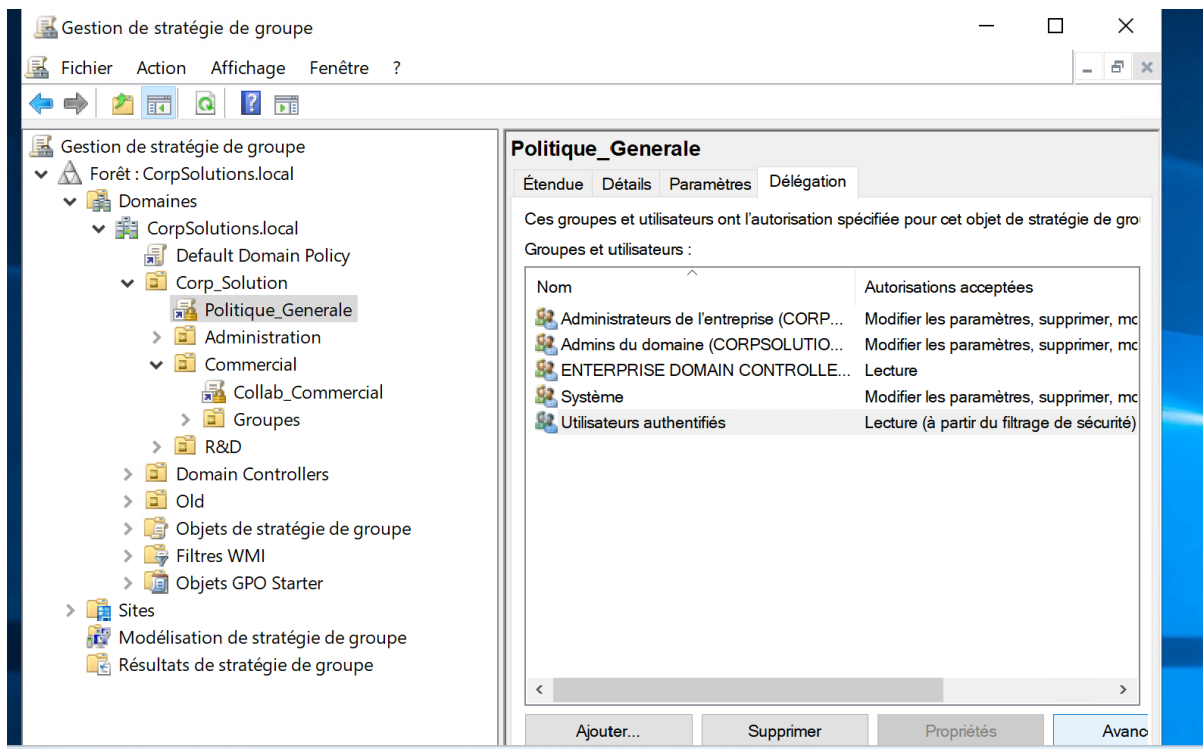 Gestion de stratégie de groupe
Fichier Action Affichage Fenêtre ?
Gestion de stratégie de groupe
Forêt : CorpSolutions.local
Domaines
CorpSolutions.local
Default Domain Policy
Corp_Solution
Politique_Generale
Administration
Commercial
Collab_Commercial
Groupes
R&D
Domain Controllers
Old
Objets de stratégie de groupe
Filtres WMI
Objets GPO Starter
Sites
Modélisation de stratégie de groupe
Résultats de stratégie de groupe
Politique_Generale
Étendue Détails Paramètres Délégation
Ces groupes et utilisateurs ont l'autorisation spécifiée pour cet objet de stratégie de gro
Groupes et utilisateurs :
Nom Autorisations acceptées
Administrateurs de l'entreprise (CORP... Modifier les paramètres, supprimer, mo
Admins du domaine (CORPSOLUTIO... Modifier les paramètres, supprimer, mo
ENTERPRISE DOMAIN CONTROLLE... Lecture
Système Modifier les paramètres, supprimer, mo
Utilisateurs authentifiés Lecture (à partir du filtrage de sécurité)
Ajouter... Supprimer Propriétés Avanc